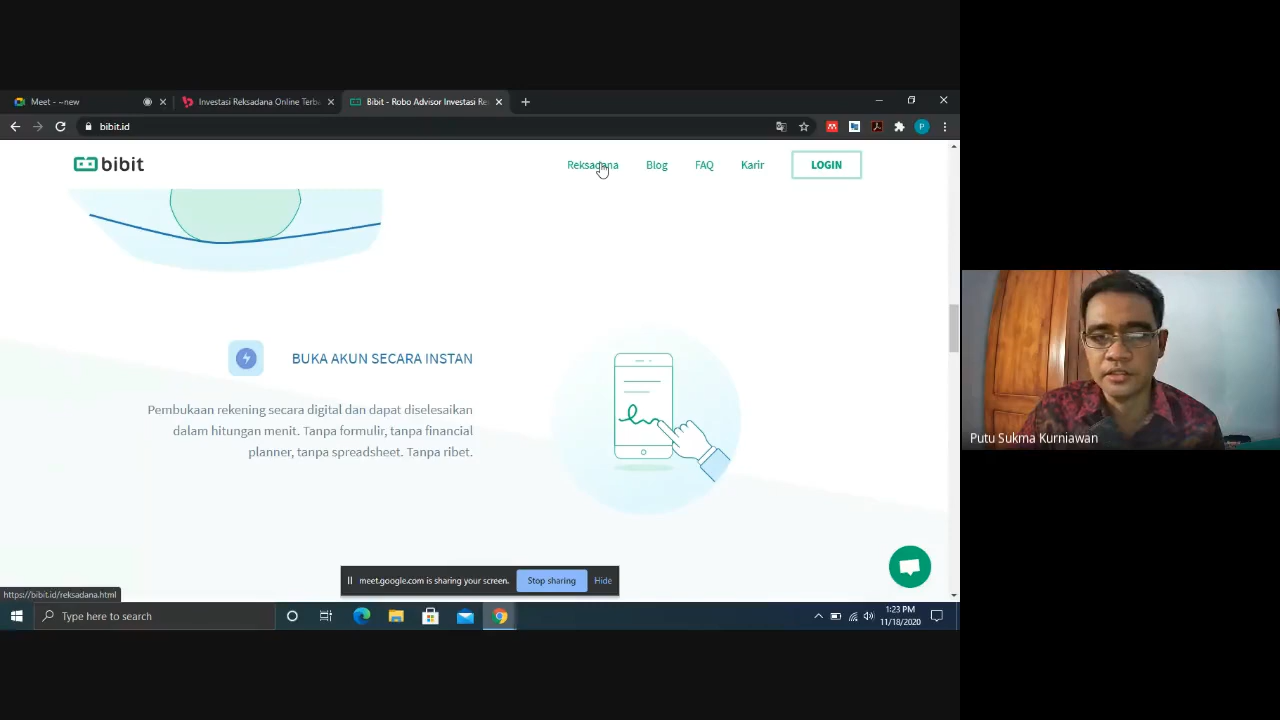 Meet - ~new
Investasi Reksadana Online Terba
Bibit - Robo Advisor Investasi Re
bibit.id
P
bibit
Reksadana
Blog
FAQ
Karir
LOGIN
BUKA AKUN SECARA INSTAN
Pembukaan rekening secara digital dan dapat diselesaikan
dalam hitungan menit. Tanpa formulir, tanpa financial
planner, tanpa spreadsheet. Tanpa ribet.
Putu Sukma Kurniawan
meet.google.com is sharing your screen.
Stop sharing
Hide
https://bibit.id/reksadana.html
Type here to search
1:23 PM
11/18/2020